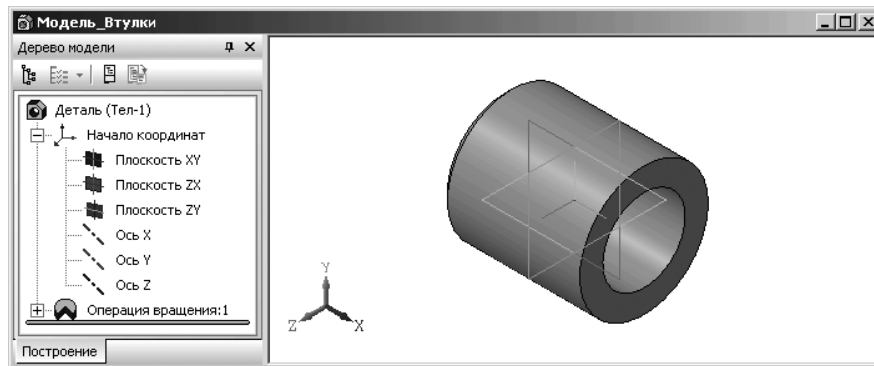 Модель_Втулки
Дерево модели
Деталь (Тел-1)
Начало координат
Плоскость XY
Плоскость ZX
Плоскость ZY
Ось X
Ось Y
Ось Z
Операция вращения:1
Построение
Y
Z
X